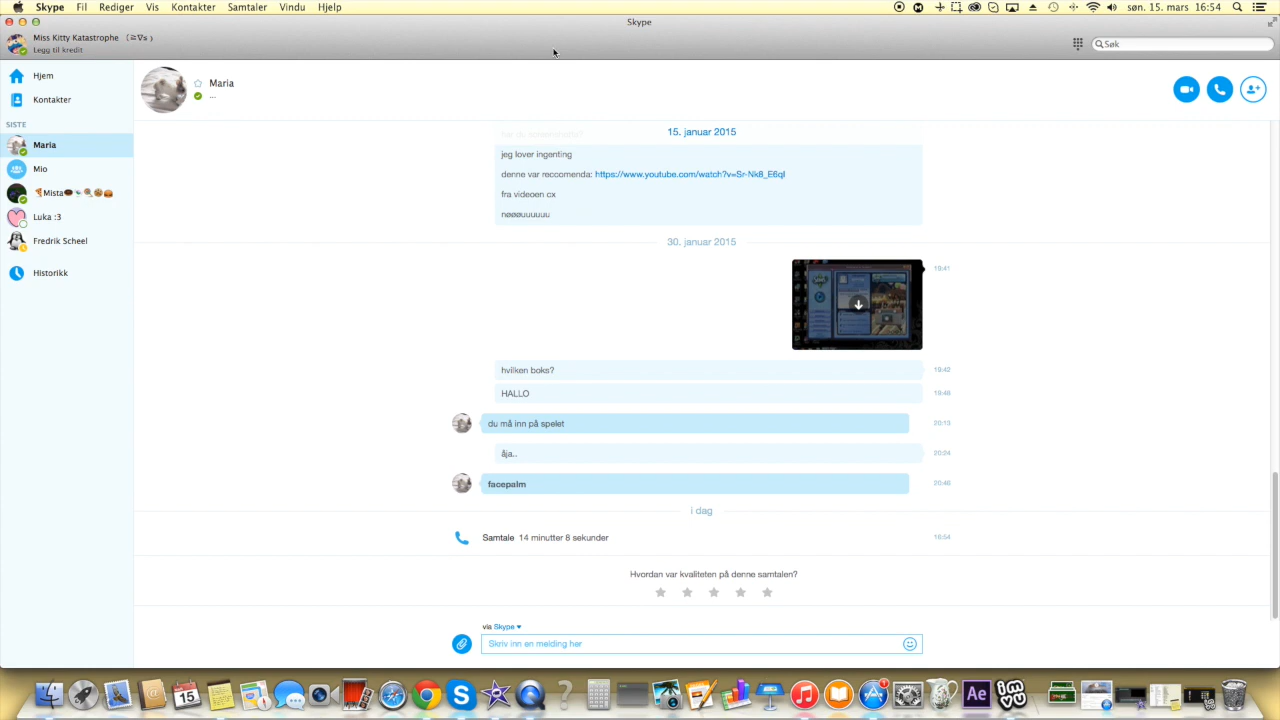 Skype Fil Rediger Vis Kontakter Samtaler Vindu Hjelp søn. 15. mars 16:54
Skype
Miss Kitty Katastrophe (≧∇≦ )
Legg til kredit
Søk
Hjem
Kontakter
SISTE
Maria
Mio
Mista
Luka :3
Fredrik Scheel
Historikk
Maria
...
15. januar 2015
jeg lover ingenting
denne var reccomenda: https://www.youtube.com/watch?v=Sr-Nk8_E6qI
fra videoen cx
nøøøuuuuuu
30. januar 2015
19:41
hvilken boks? 19:42
HALLO 19:48
du må inn på spelet 20:13
åja.. 20:24
facepalm 20:46
i dag
Samtale 14 minutter 8 sekunder 16:54
Hvordan var kvaliteten på denne samtalen?
via Skype
Skriv inn en melding her
15
Ae